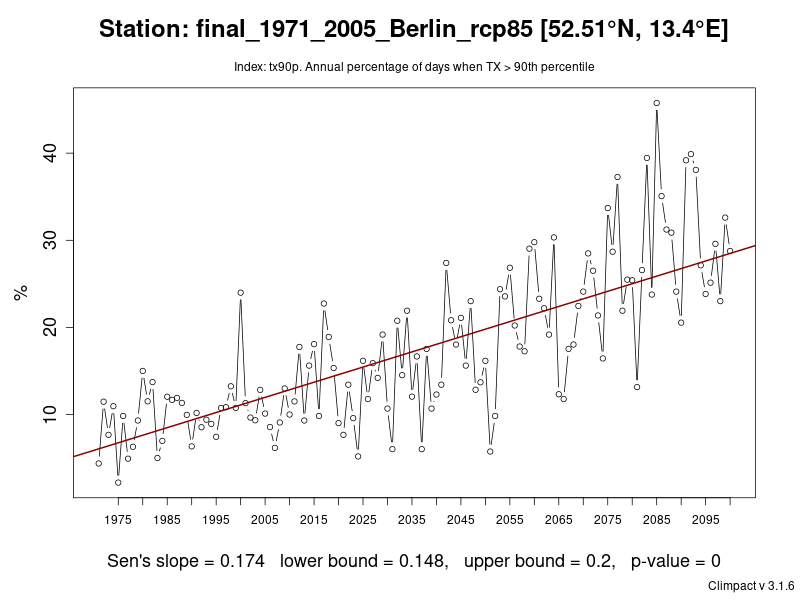 Station: final_1971_2005_Berlin_rcp85 [52.51°N, 13.4°E]
Index: tx90p. Annual percentage of days when TX > 90th percentile
40
30
20
10
%
1975 1985 1995 2005 2015 2025 2035 2045 2055 2065 2075 2085 2095
Sen's slope = 0.174 lower bound = 0.148, upper bound = 0.2, p-value = 0
Climpact v 3.1.6